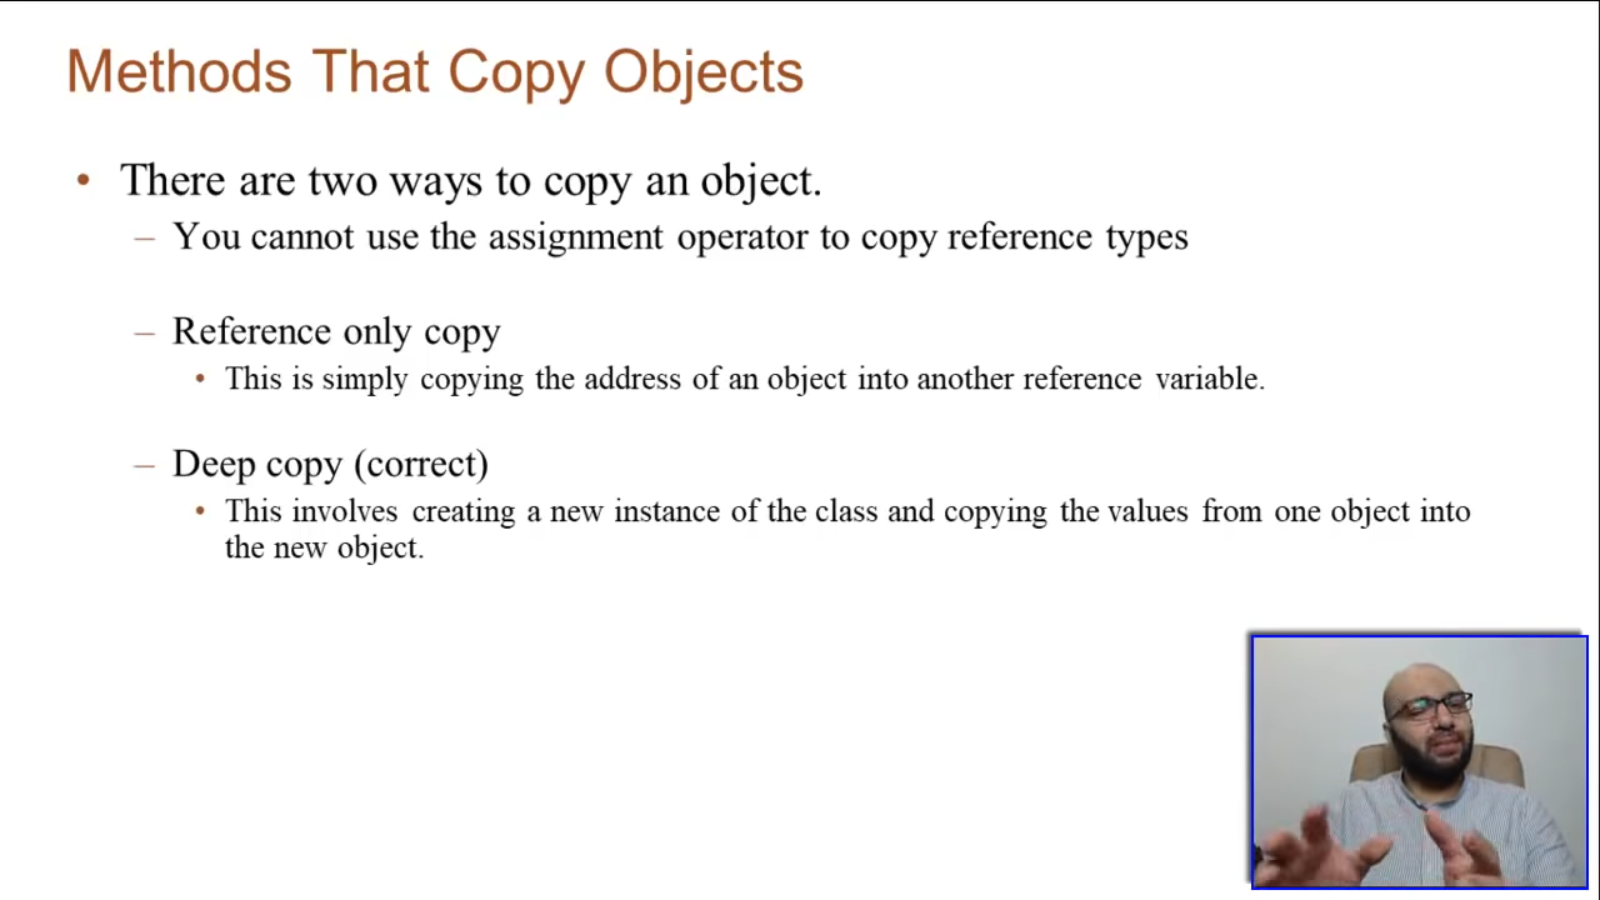 Methods That Copy Objects
• There are two ways to copy an object.
– You cannot use the assignment operator to copy reference types
– Reference only copy
• This is simply copying the address of an object into another reference variable.
– Deep copy (correct)
• This involves creating a new instance of the class and copying the values from one object into
the new object.